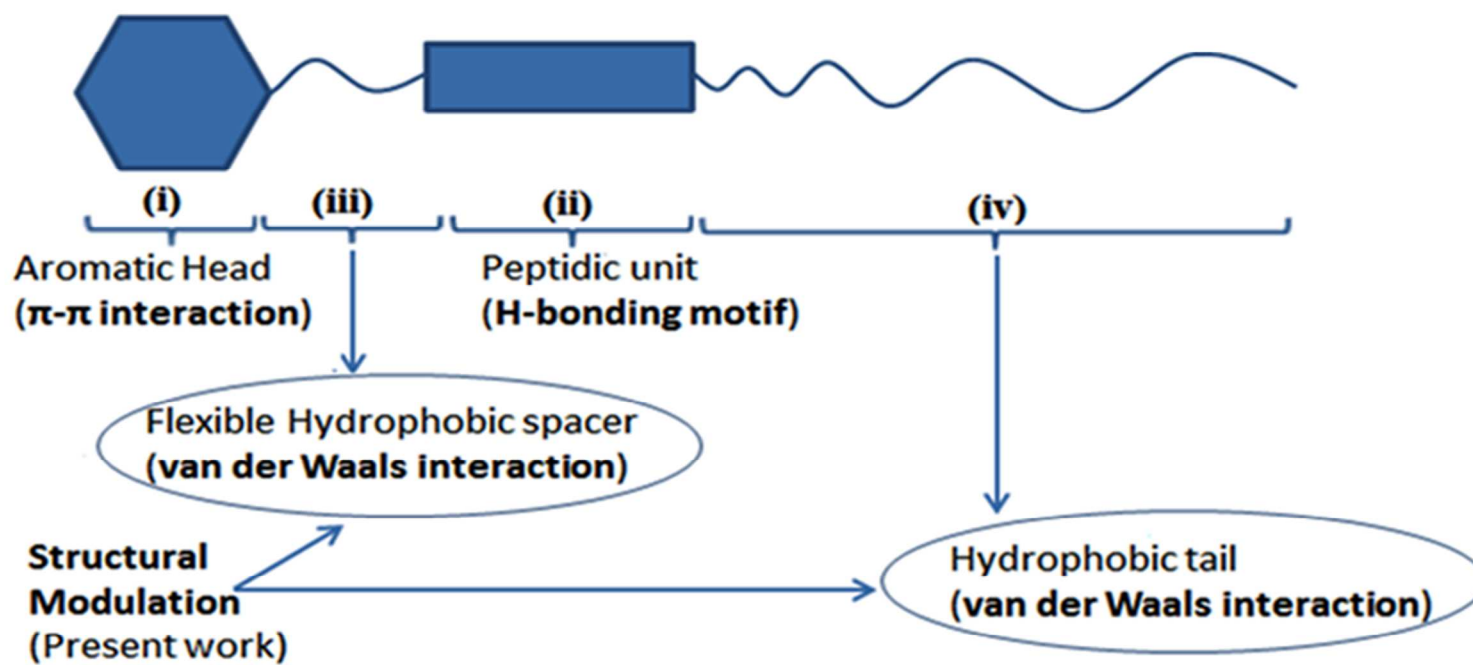 (i)
(iii)
(ii)
(iv)
Aromatic Head
(π-π interaction)
Peptidic unit
(H-bonding motif)
Flexible Hydrophobic spacer
(van der Waals interaction)
Structural
Modulation
(Present work)
Hydrophobic tail
(van der Waals interaction)